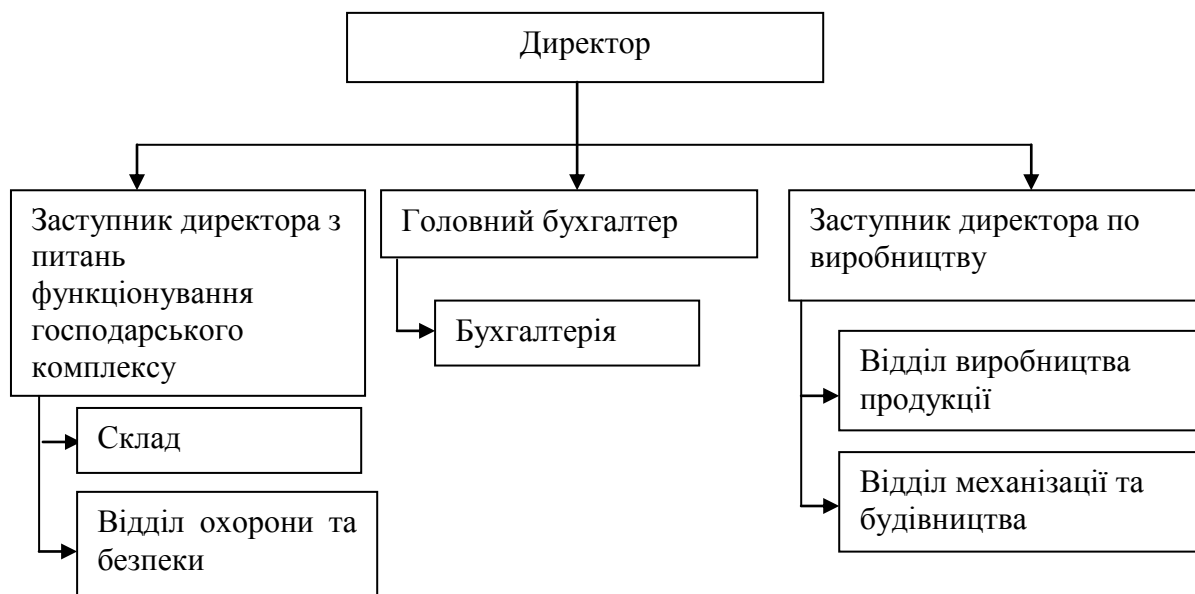 Директор
Заступник директора з
питань
функціонування
господарського
комплексу
Склад
Відділ охорони та
безпеки
Головний бухгалтер
Бухгалтерія
Заступник директора по
виробництву
Відділ виробництва
продукції
Відділ механізації та
будівництва